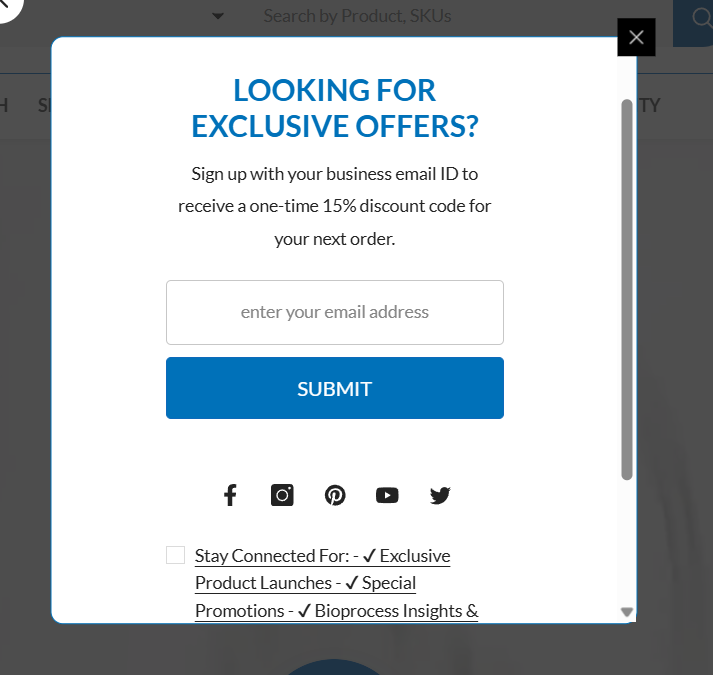 Search by Product, SKUs
TY
LOOKING FOR
EXCLUSIVE OFFERS?
Sign up with your business email ID to
receive a one-time 15% discount code for
your next order.
enter your email address
SUBMIT
Stay Connected For: - ✓ Exclusive
Product Launches - ✓ Special
Promotions - ✓ Bioprocess Insights &